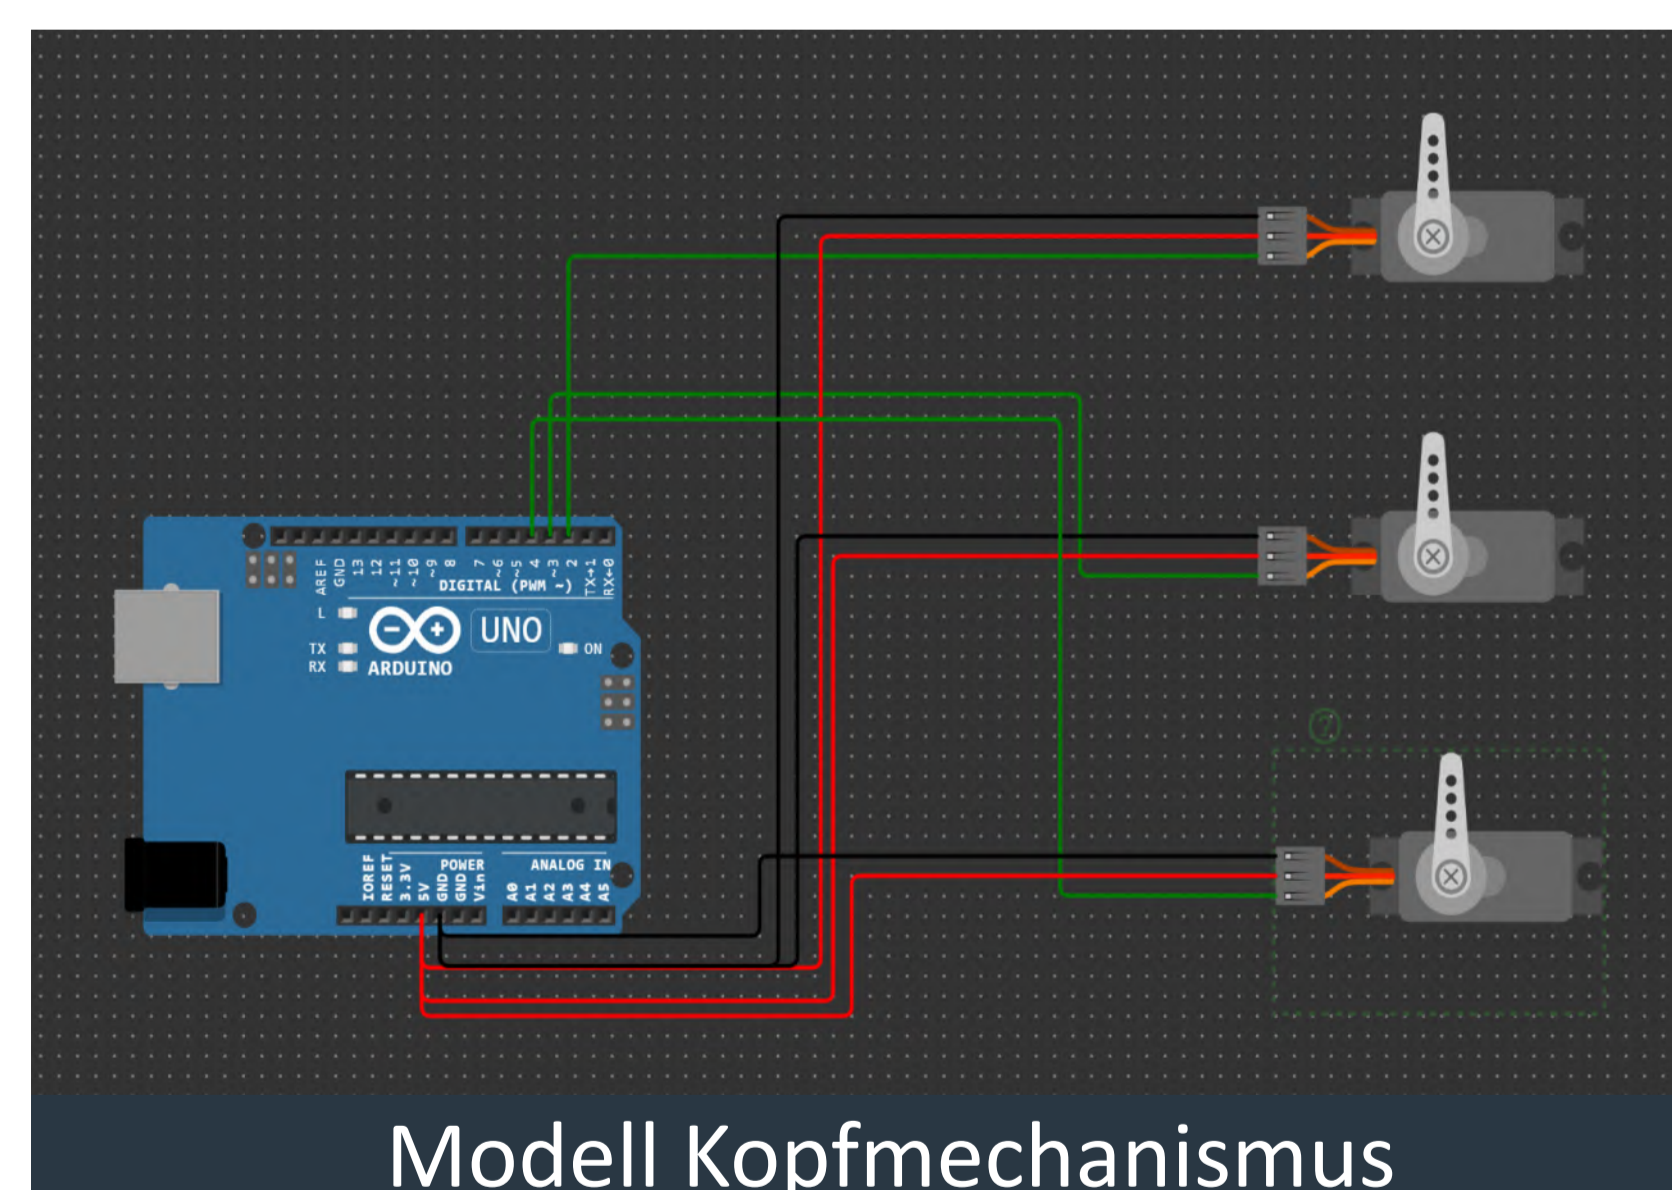 AREF
GND
13
12
~11
~10
~9
8
7
~6
~5
4
~3
2
TX→1
RX←0
DIGITAL (PWM ~)
L
TX
RX
UNO
ON
ARDUINO
?
IOREF
RESET
3.3V
5V
GND
GND
Vin
POWER
ANALOG IN
A0
A1
A2
A3
A4
A5
Modell Kopfmechanismus